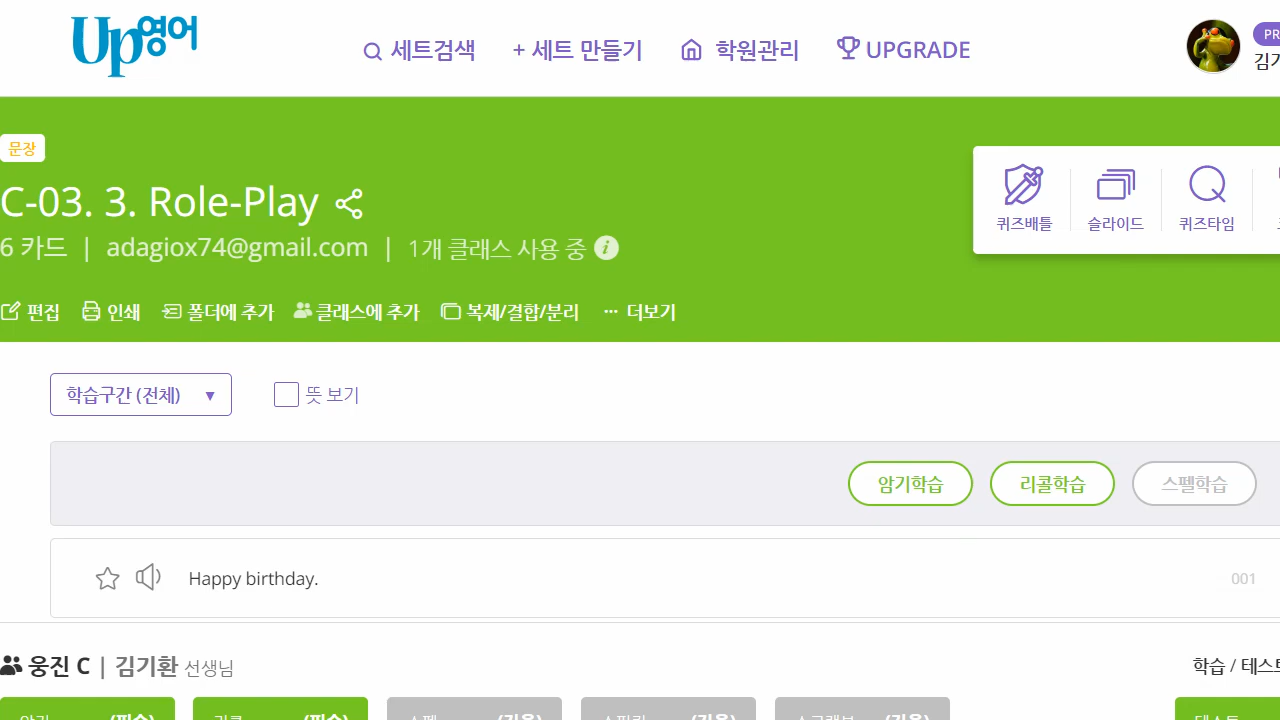 Up영어
세트검색 + 세트 만들기 학원관리 UPGRADE
PR
김기
문장
C-03. 3. Role-Play
6 카드 | adagiox74@gmail.com | 1개 클래스 사용 중
편집 인쇄 폴더에 추가 클래스에 추가 복제/결합/분리 ··· 더보기
퀴즈배틀 슬라이드 퀴즈타임
학습구간 (전체) ▼ 뜻 보기
암기학습 리콜학습 스펠학습
Happy birthday. 001
웅진 C | 김기환 선생님 학습 / 테스트